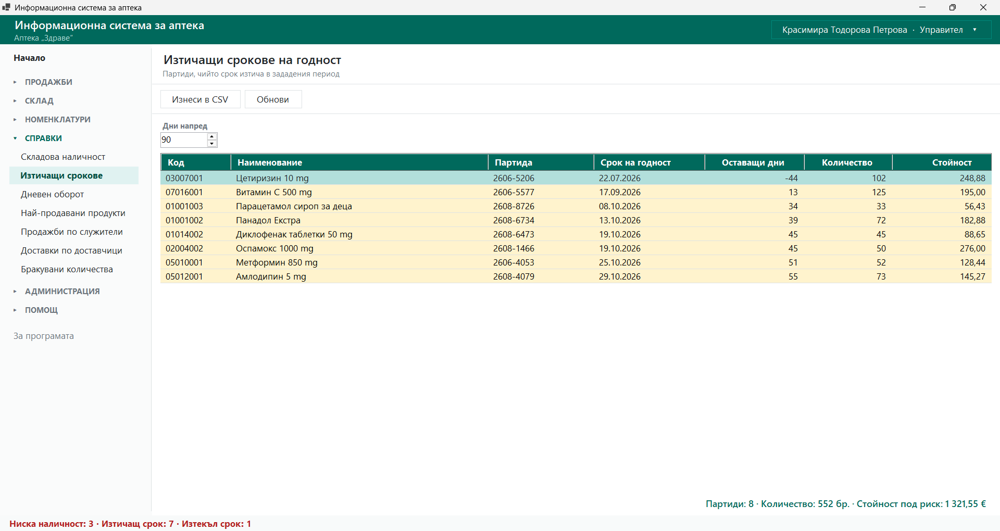 Информационна система за аптека
Информационна система за аптека
Аптека „Здраве“
Красимира Тодорова Петрова · Управител
Начало
ПРОДАЖБИ
СКЛАД
НОМЕНКЛАТУРИ
СПРАВКИ
Складова наличност
Изтичащи срокове
Дневен оборот
Най-продавани продукти
Продажби по служители
Доставки по доставчици
Бракувани количества
АДМИНИСТРАЦИЯ
ПОМОЩ
За програмата
Изтичащи срокове на годност
Партиди, чийто срок изтича в зададения период
Изнеси в CSV Обнови
Дни напред
90
Код Наименование Партида Срок на годност Оставащи дни Количество Стойност
03007001 Цетиризин 10 mg 2606-5206 22.07.2026 -44 102 248,88
07016001 Витамин C 500 mg 2606-5577 17.09.2026 13 125 195,00
01001003 Парацетамол сироп за деца 2608-8726 08.10.2026 34 33 56,43
01001002 Панадол Екстра 2608-6734 13.10.2026 39 72 182,88
01014002 Диклофенак таблетки 50 mg 2608-6473 19.10.2026 45 45 88,65
02004002 Оспамокс 1000 mg 2608-1466 19.10.2026 45 50 276,00
05010001 Метформин 850 mg 2606-4053 25.10.2026 51 52 128,44
05012001 Амлодипин 5 mg 2608-4079 29.10.2026 55 73 145,27
Партиди: 8 · Количество: 552 бр. · Стойност под риск: 1 321,55 €
Ниска наличност: 3 · Изтичащ срок: 7 · Изтекъл срок: 1